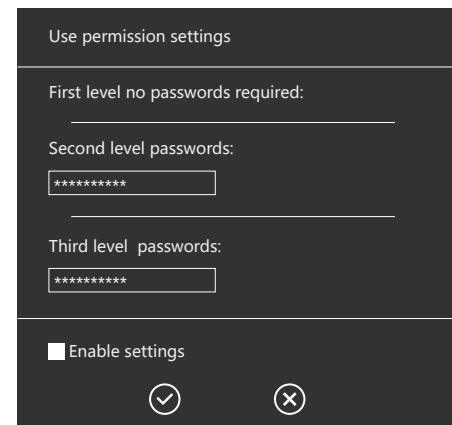 Use permission settings
First level no passwords required:
Second level passwords:
**********
Third level  passwords:
**********
Enable settings